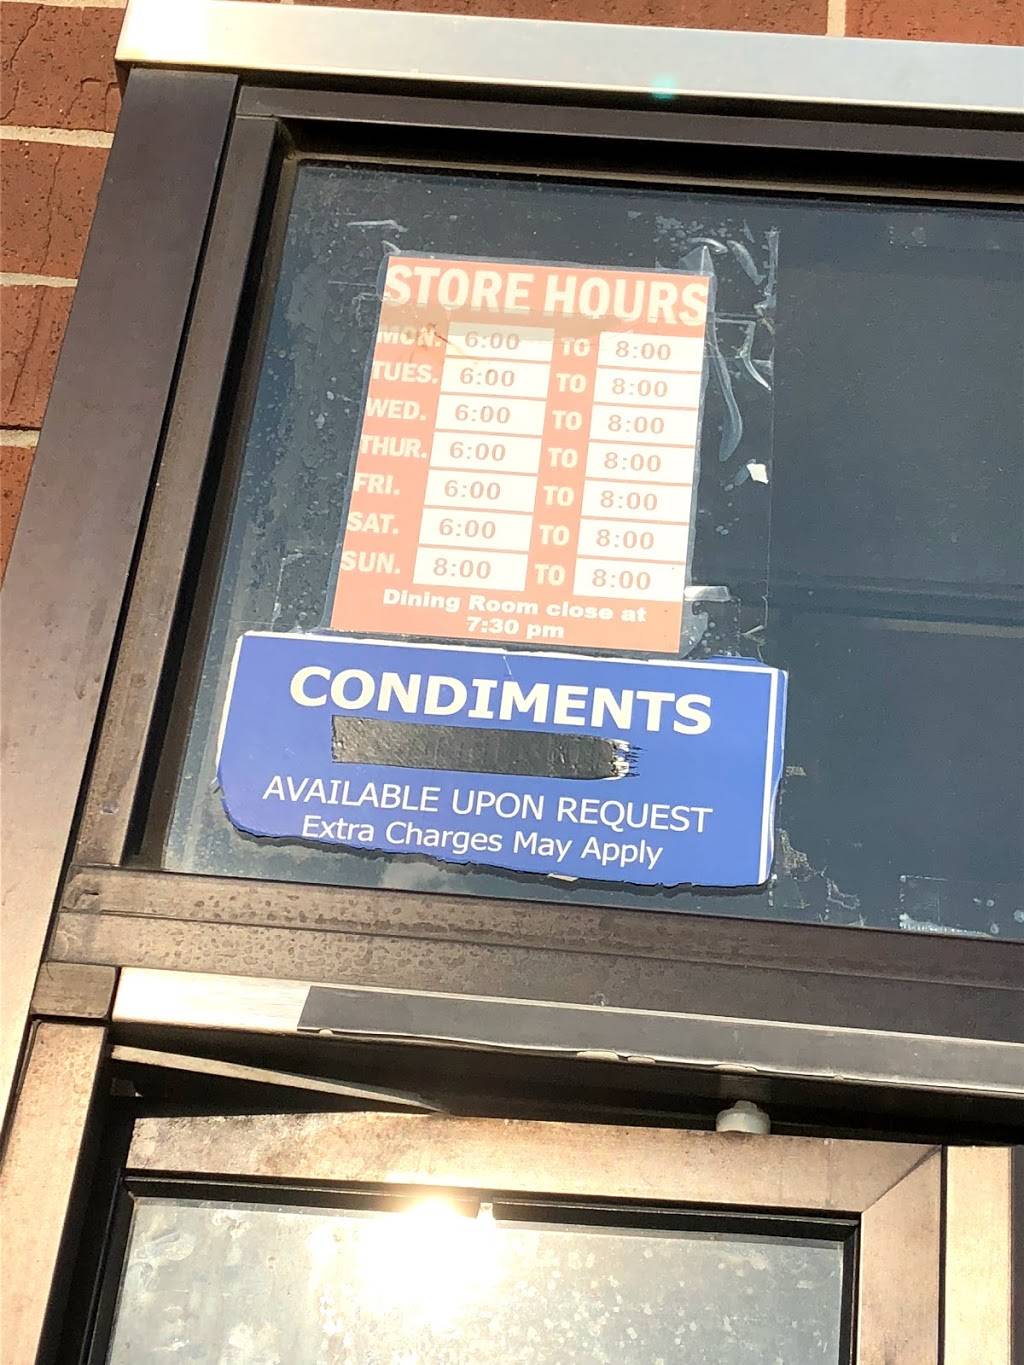 STORE HOURS
MON. 6:00 TO 8:00
TUES. 6:00 TO 8:00
WED. 6:00 TO 8:00
THUR. 6:00 TO 8:00
FRI. 6:00 TO 8:00
SAT. 6:00 TO 8:00
SUN. 8:00 TO 8:00
Dining Room close at
7:30 pm
CONDIMENTS
AVAILABLE UPON REQUEST
Extra Charges May Apply